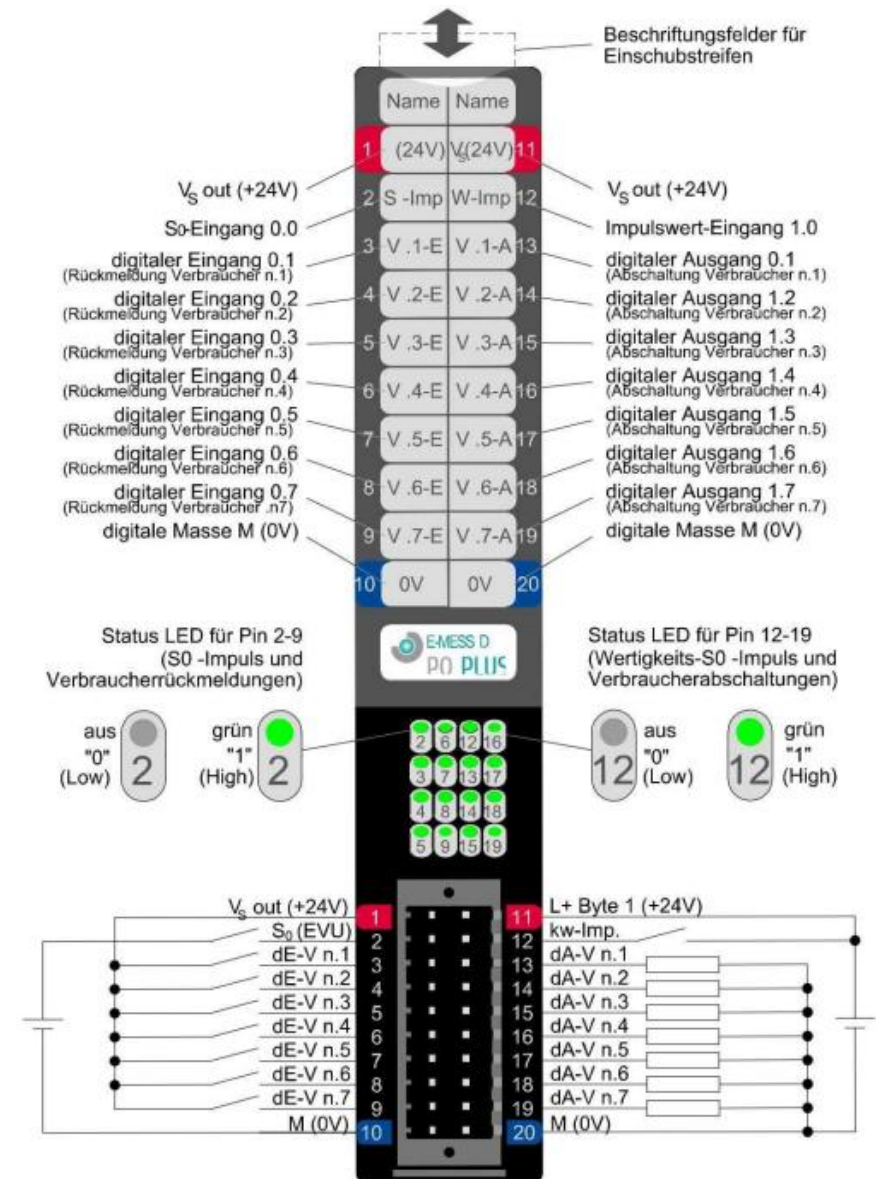 Beschriftungsfelder für
Einschubstreifen
Name Name
1 (24V) Vs(24V) 11
Vs out (+24V)
Vs out (+24V)
2 S -Imp W-Imp 12
S0-Eingang 0.0
Impulswert-Eingang 1.0
3 V .1-E V .1-A 13
digitaler Eingang 0.1
(Rückmeldung Verbraucher n.1)
digitaler Ausgang 0.1
(Abschaltung Verbraucher n.1)
4 V .2-E V .2-A 14
digitaler Eingang 0.2
(Rückmeldung Verbraucher n.2)
digitaler Ausgang 1.2
(Abschaltung Verbraucher n.2)
5 V .3-E V .3-A 15
digitaler Eingang 0.3
(Rückmeldung Verbraucher n.3)
digitaler Ausgang 1.3
(Abschaltung Verbraucher n.3)
6 V .4-E V .4-A 16
digitaler Eingang 0.4
(Rückmeldung Verbraucher n.4)
digitaler Ausgang 1.4
(Abschaltung Verbraucher n.4)
7 V .5-E V .5-A 17
digitaler Eingang 0.5
(Rückmeldung Verbraucher n.5)
digitaler Ausgang 1.5
(Abschaltung Verbraucher n.5)
8 V .6-E V .6-A 18
digitaler Eingang 0.6
(Rückmeldung Verbraucher n.6)
digitaler Ausgang 1.6
(Abschaltung Verbraucher n.6)
9 V .7-E V .7-A 19
digitaler Eingang 0.7
(Rückmeldung Verbraucher .n7)
digitaler Ausgang 1.7
(Abschaltung Verbraucher n.7)
digitale Masse M (0V)
digitale Masse M (0V)
10 0V 0V 20
E-MESS D
PO PLUS
Status LED für Pin 2-9
(S0 -Impuls und
Verbraucherrückmeldungen)
Status LED für Pin 12-19
(Wertigkeits-S0 -Impuls und
Verbraucherabschaltungen)
aus
"0"
(Low)
2
grün
"1"
(High)
2
12
aus
"0"
(Low)
12
grün
"1"
(High)
2 6 12 16
3 7 13 17
4 8 14 18
5 9 15 19
Vs out (+24V) 1
S0 (EVU) 2
dE-V n.1 3
dE-V n.2 4
dE-V n.3 5
dE-V n.4 6
dE-V n.5 7
dE-V n.6 8
dE-V n.7 9
M (0V) 10
11 L+ Byte 1 (+24V)
12 kw-Imp.
13 dA-V n.1
14 dA-V n.2
15 dA-V n.3
16 dA-V n.4
17 dA-V n.5
18 dA-V n.6
19 dA-V n.7
20 M (0V)